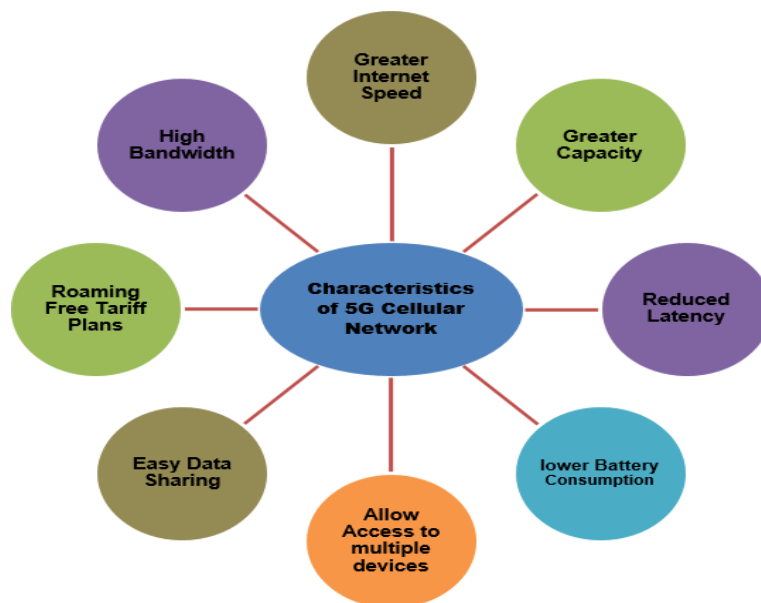 Greater
Internet
Speed
High
Bandwidth
Greater
Capacity
Characteristics
of 5G Cellular
Network
Roaming
Free Tariff
Plans
Reduced
Latency
Easy Data
Sharing
lower Battery
Consumption
Allow
Access to
multiple
devices